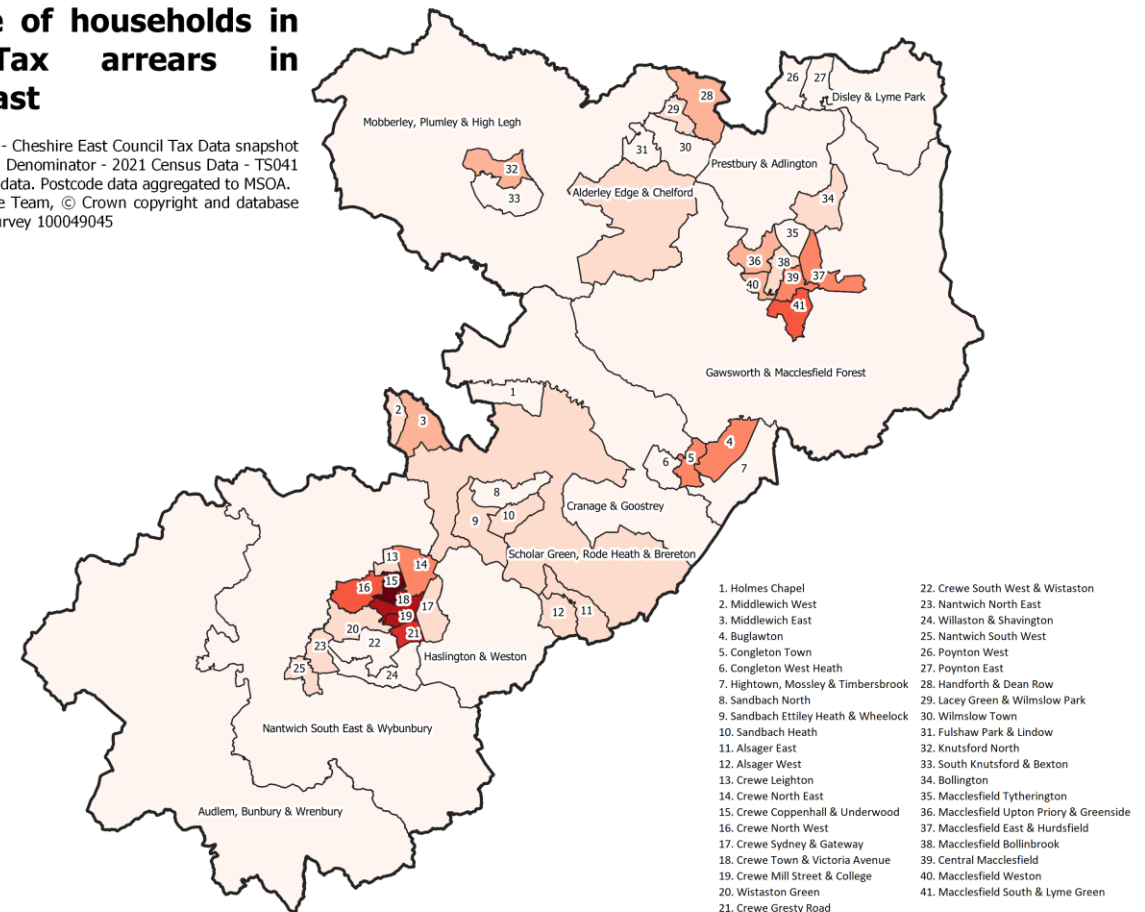 of households in
Tax arrears in
- Cheshire East Council Tax Data snapshot
Denominator - 2021 Census Data - TS041
data. Postcode data aggregated to MSOA.
Team, © Crown copyright and database
100049045
Mobberley, Plumley & High Legh
Disley & Lyme Park
Prestbury & Adlington
Alderley Edge & Chelford
Gawsworth & Macclesfield Forest
Cranage & Goostrey
Scholar Green, Rode Heath & Brereton
Haslington & Weston
Nantwich South East & Wybunbury
Audlem, Bunbury & Wrenbury
26
27
28
29
30
31
32
33
34
35
36
38
39
37
40
41
1
2
3
4
5
6
7
8
9
10
11
12
13
14
15
16
17
18
19
20
21
22
23
24
25
1. Holmes Chapel
2. Middlewich West
3. Middlewich East
4. Buglawton
5. Congleton Town
6. Congleton West Heath
7. Hightown, Mossley & Timbersbrook
8. Sandbach North
9. Sandbach Ettiley Heath & Wheelock
10. Sandbach Heath
11. Alsager East
12. Alsager West
13. Crewe Leighton
14. Crewe North East
15. Crewe Coppenhall & Underwood
16. Crewe North West
17. Crewe Sydney & Gateway
18. Crewe Town & Victoria Avenue
19. Crewe Mill Street & College
20. Wistaston Green
21. Crewe Gresty Road
22. Crewe South West & Wistaston
23. Nantwich North East
24. Willaston & Shavington
25. Nantwich South West
26. Poynton West
27. Poynton East
28. Handforth & Dean Row
29. Lacey Green & Wilmslow Park
30. Wilmslow Town
31. Fulshaw Park & Lindow
32. Knutsford North
33. South Knutsford & Bexton
34. Bollington
35. Macclesfield Tytherington
36. Macclesfield Upton Priory & Greenside
37. Macclesfield East & Hurdsfield
38. Macclesfield Bollinbrook
39. Central Macclesfield
40. Macclesfield Weston
41. Macclesfield South & Lyme Green